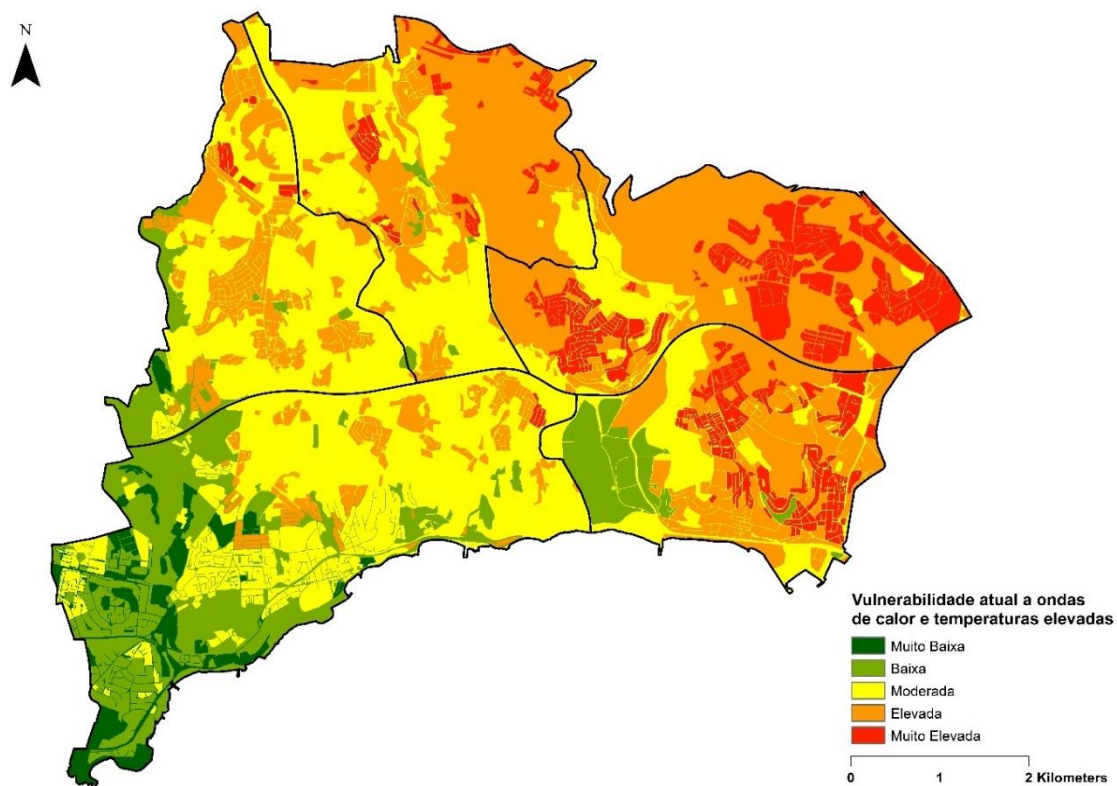 N
Vulnerabilidade atual a ondas
de calor e temperaturas elevadas
Muito Baixa
Baixa
Moderada
Elevada
Muito Elevada
0 1 2 Kilometers